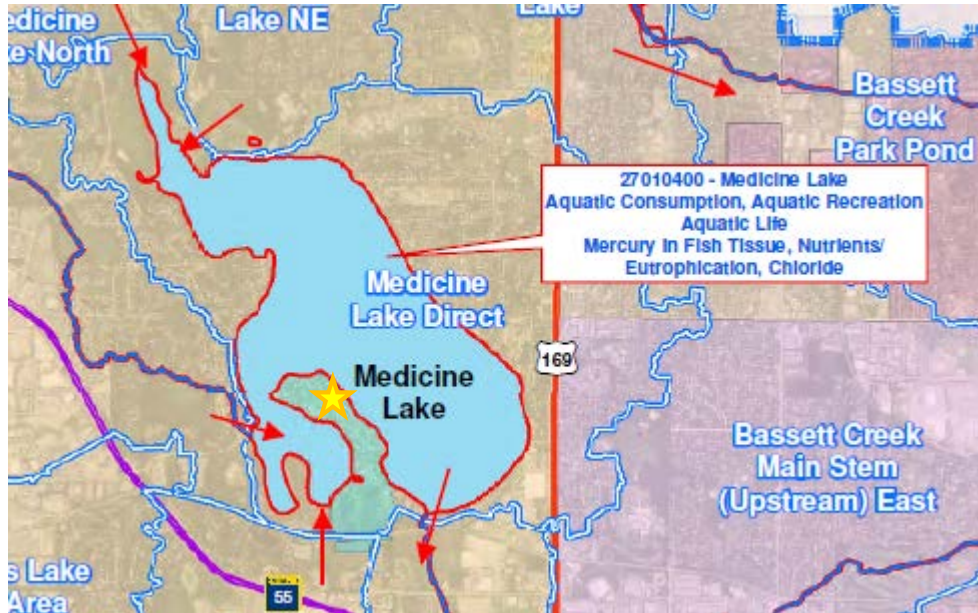 edicine
ke North
Lake NE
Lake
Bassett
Creek
Park Pond
27010400 - Medicine Lake
Aquatic Consumption, Aquatic Recreation
Aquatic Life
Mercury in Fish Tissue, Nutrients/
Eutrophication, Chloride
Medicine
Lake Direct
169
Medicine
Lake
Bassett Creek
Main Stem
(Upstream) East
s Lake
Area
55